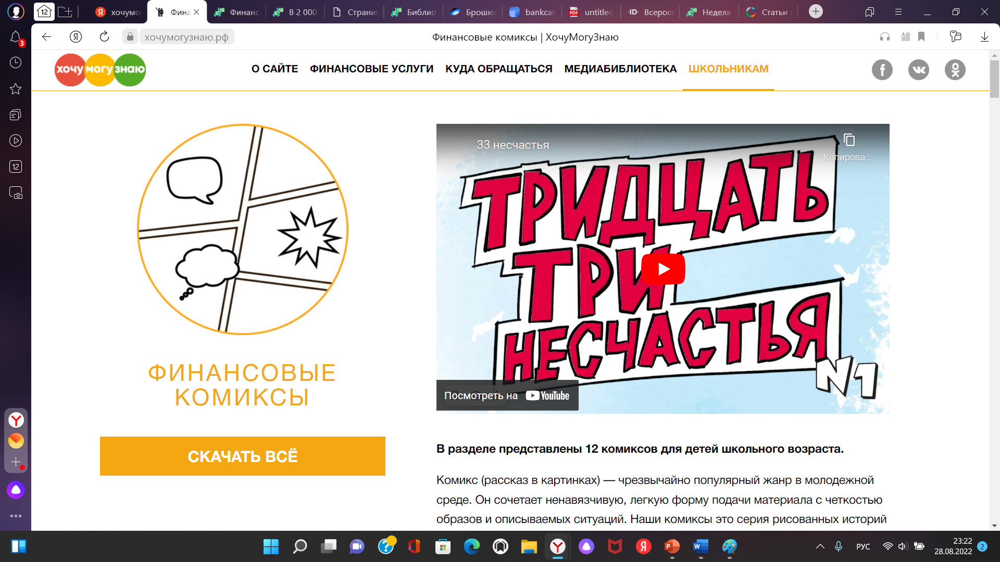 12
хочумо
Фина
Финанс
В 2 000
Страни
Библио
Брошю
bankcar
PDF
untitled
ID
Всеросс
Неделя
Статьи
3
Я
хочумогузнаю.рф
Финансовые комиксы | ХочуМогуЗнаю
хочу могу знаю
О САЙТЕ
ФИНАНСОВЫЕ УСЛУГИ
КУДА ОБРАЩАТЬСЯ
МЕДИАБИБЛИОТЕКА
ШКОЛЬНИКАМ
12
33 несчастья
Копирова...
ТРИДЦАТЬ
ТРИ
НЕСЧАСТЬЯ
N1
Посмотреть на YouTube
ФИНАНСОВЫЕ
КОМИКСЫ
СКАЧАТЬ ВСЁ
В разделе представлены 12 комиксов для детей школьного возраста.
Комикс (рассказ в картинках) — чрезвычайно популярный жанр в молодежной
среде. Он сочетает ненавязчивую, легкую форму подачи материала с четкостью
образов и описываемых ситуаций. Наши комиксы это серия рисованных историй
РУС
23:22
28.08.2022
2